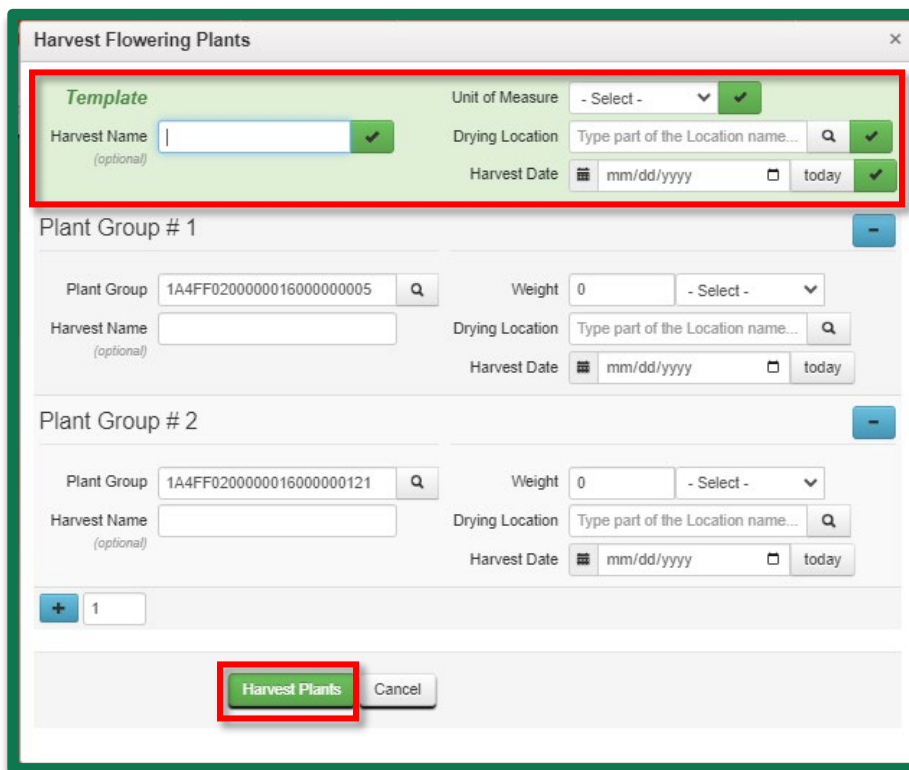 Harvest Flowering Plants ×
Template
Unit of Measure - Select -
Harvest Name
(optional)
Drying Location Type part of the Location name...
Harvest Date mm/dd/yyyy today
Plant Group # 1 −
Plant Group 1A4FF0200000016000000005 Weight 0 - Select -
Harvest Name
(optional)
Drying Location Type part of the Location name...
Harvest Date mm/dd/yyyy today
Plant Group # 2 −
Plant Group 1A4FF0200000016000000121 Weight 0 - Select -
Harvest Name
(optional)
Drying Location Type part of the Location name...
Harvest Date mm/dd/yyyy today
+ 1
Harvest Plants Cancel